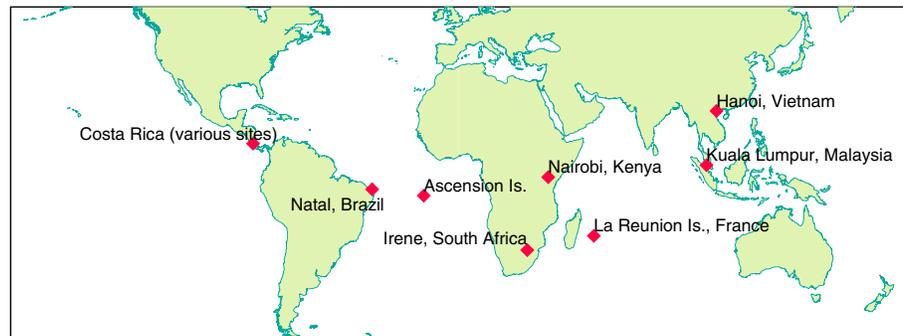 Hanoi, Vietnam
Costa Rica (various sites)
Kuala Lumpur, Malaysia
Nairobi, Kenya
Ascension Is.
Natal, Brazil
La Reunion Is., France
Irene, South Africa